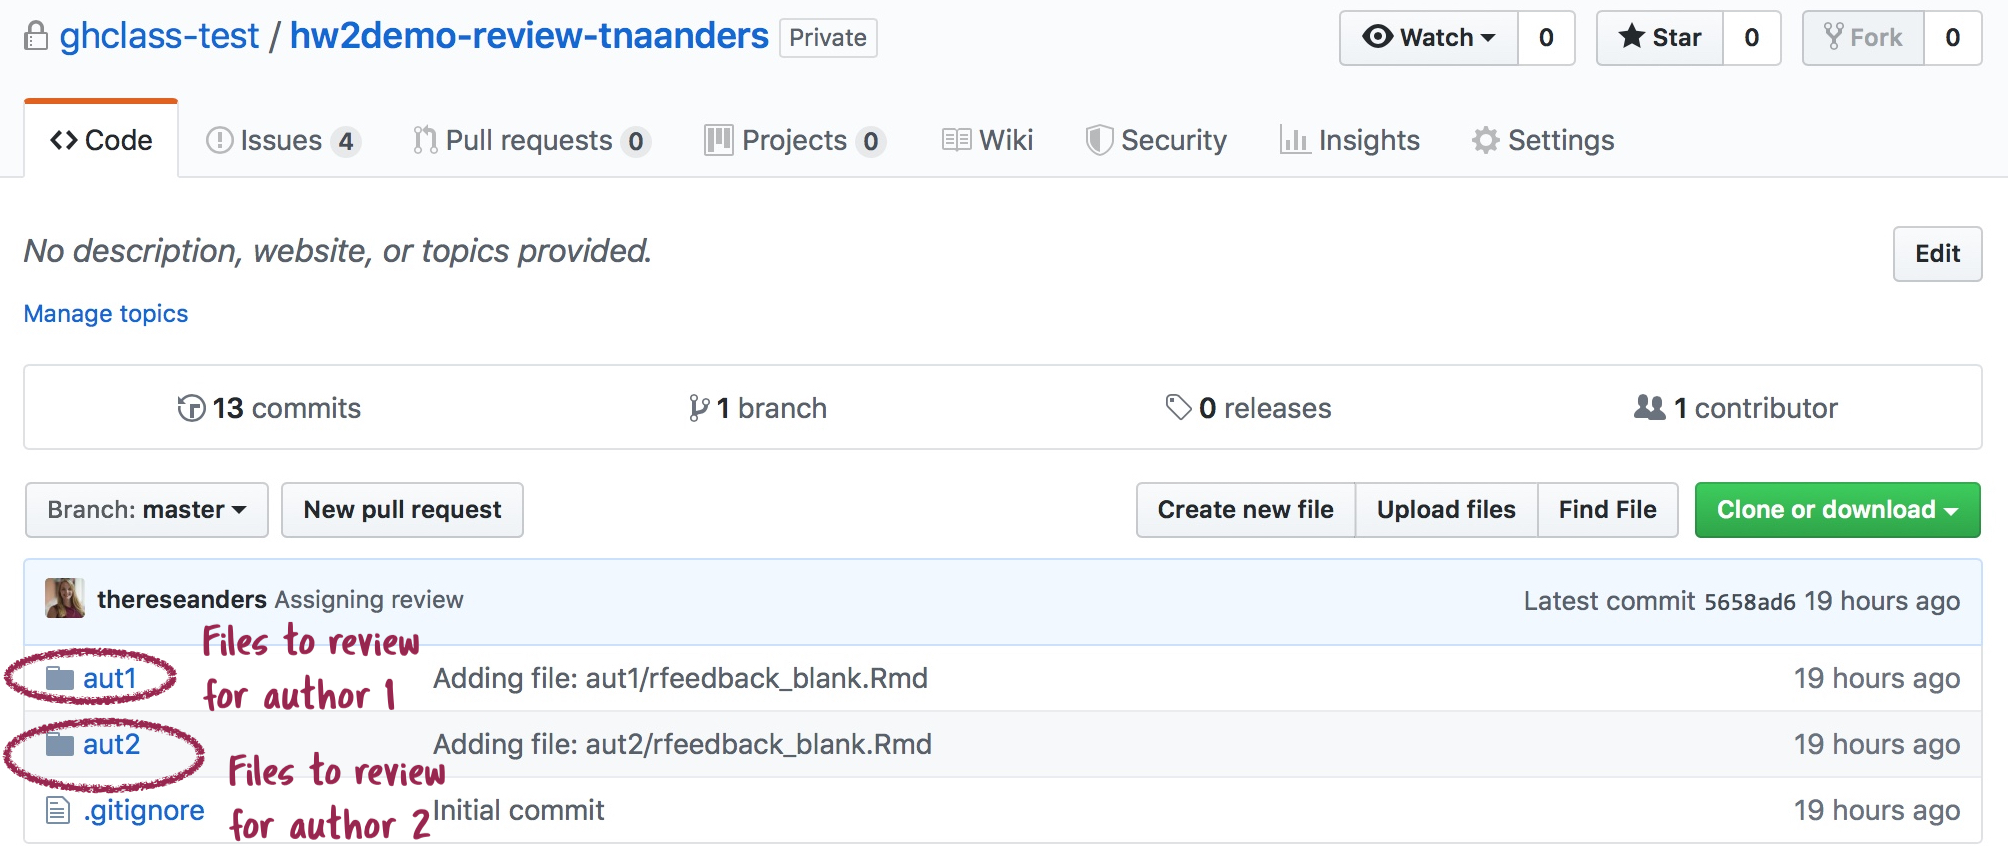 ghclass-test / hw2demo-review-tnaanders Private Watch 0 Star 0 Fork 0
Code Issues 4 Pull requests 0 Projects 0 Wiki Security Insights Settings
No description, website, or topics provided. Edit
Manage topics
13 commits 1 branch 0 releases 1 contributor
Branch: master New pull request Create new file Upload files Find File Clone or download
thereseanders Assigning review Latest commit 5658ad6 19 hours ago
Files to review
for author 1
aut1 Adding file: aut1/rfeedback_blank.Rmd 19 hours ago
aut2 Adding file: aut2/rfeedback_blank.Rmd 19 hours ago
Files to review
for author 2
.gitignore Initial commit 19 hours ago